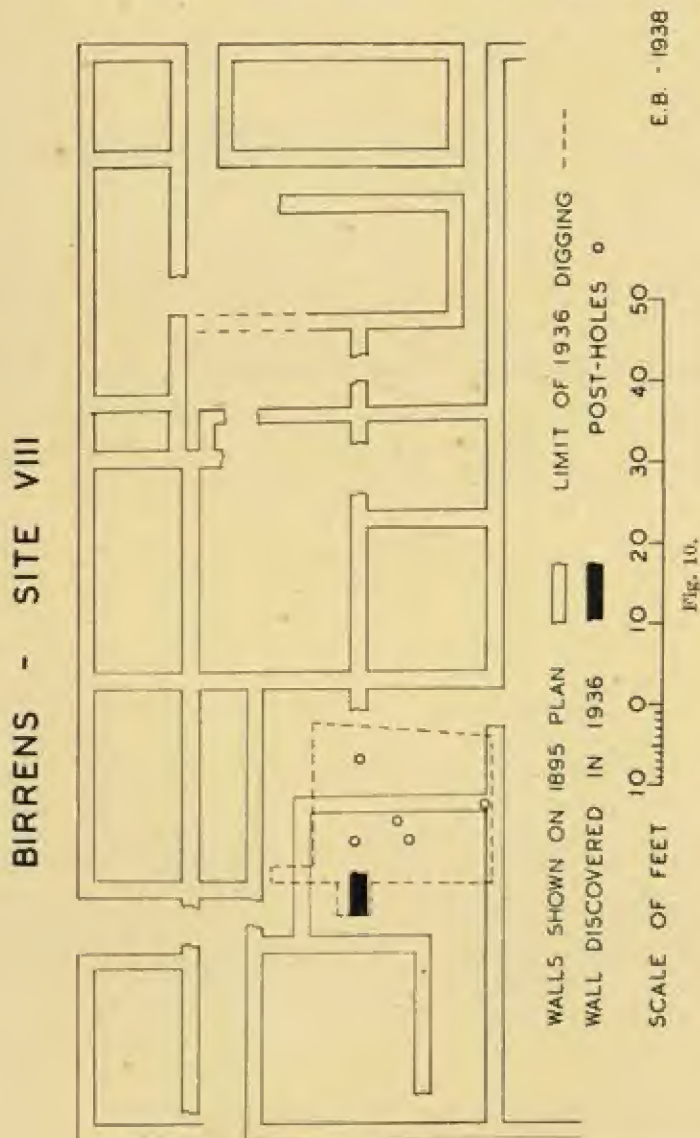 BIRRENS - SITE VIII
WALLS SHOWN ON 1895 PLAN
LIMIT OF 1936 DIGGING
WALL DISCOVERED IN 1936
POST-HOLES
SCALE OF FEET
10 0 10 20 30 40 50
E.B. - 1938
Fig. 10.